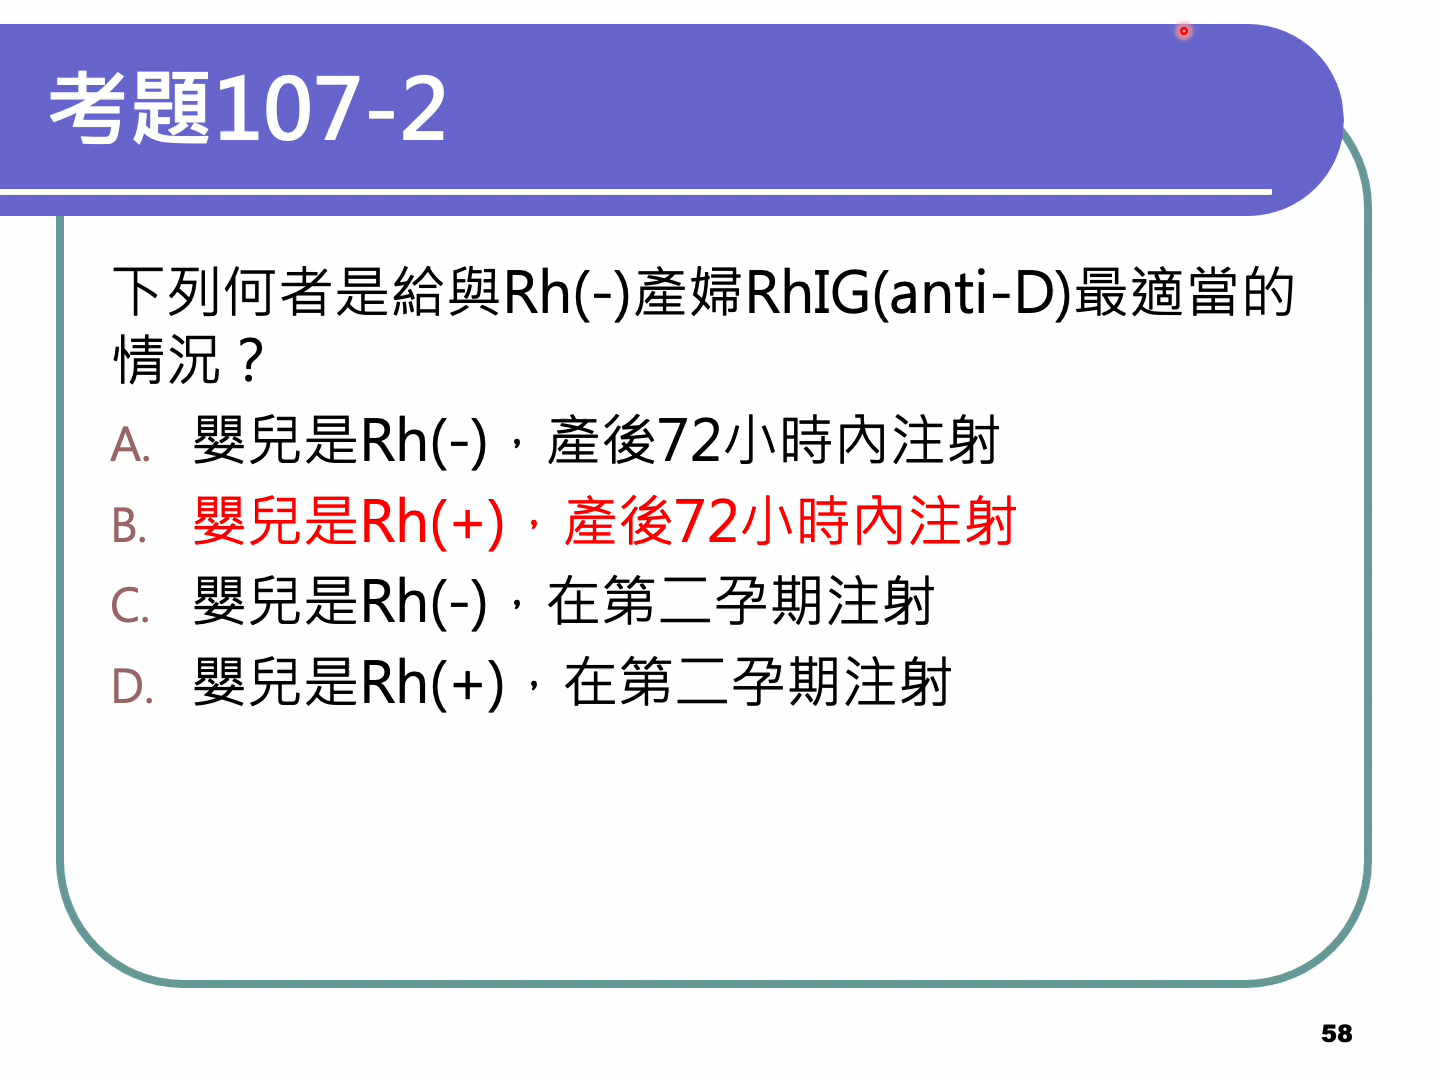 考題107-2
下列何者是給與Rh(-)產婦RhIG(anti-D)最適當的
情況？
A. 嬰兒是Rh(-)，產後72小時內注射
B. 嬰兒是Rh(+)，產後72小時內注射
C. 嬰兒是Rh(-)，在第二孕期注射
D. 嬰兒是Rh(+)，在第二孕期注射
58